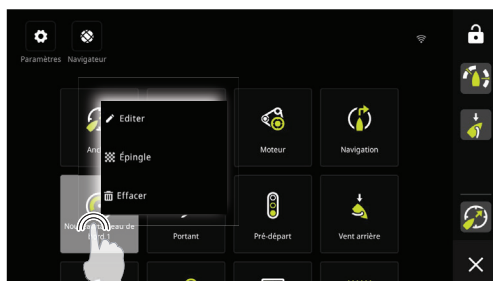 Paramètres Navigateur
Editer
Épingle
Effacer
Moteur
Navigation
Portant
Pré-départ
Vent arrière